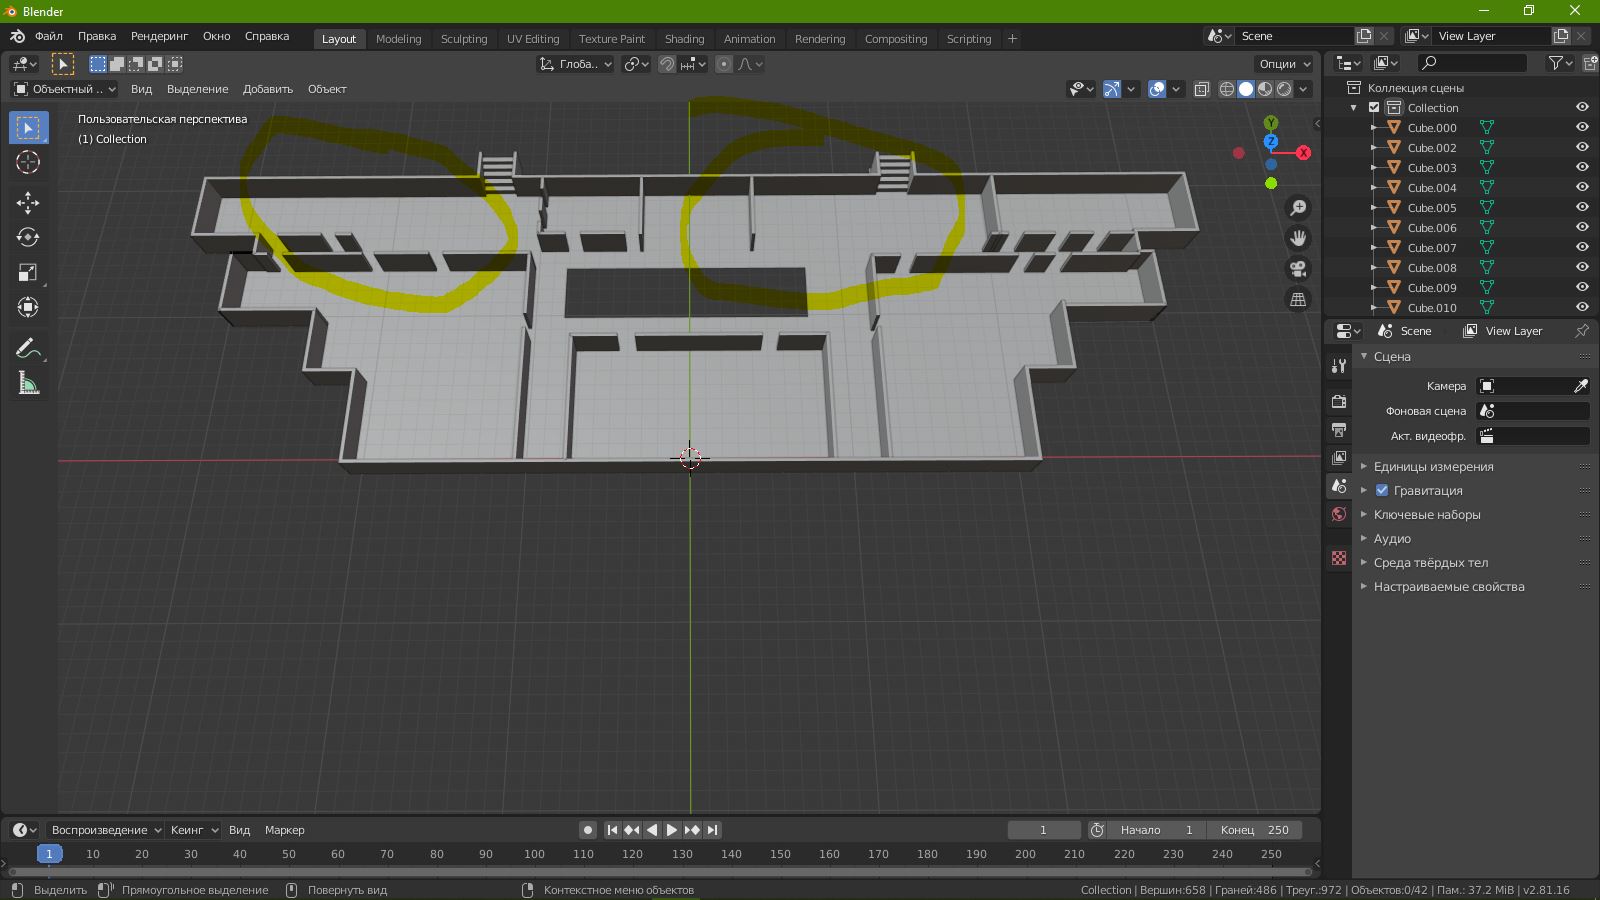 Blender
Файл Правка Рендеринг Окно Справка Layout Modeling Sculpting UV Editing Texture Paint Shading Animation Rendering Compositing Scripting + Scene View Layer
Глоба.. Опции
Объектный .. Вид Выделение Добавить Объект
Пользовательская перспектива
(1) Collection
Y
Z
X
Коллекция сцены
Collection
Cube.000
Cube.002
Cube.003
Cube.004
Cube.005
Cube.006
Cube.007
Cube.008
Cube.009
Cube.010
Scene View Layer
Сцена
Камера
Фоновая сцена
Акт. видеофр.
Единицы измерения
Гравитация
Ключевые наборы
Аудио
Среда твёрдых тел
Настраиваемые свойства
Воспроизведение Кеинг Вид Маркер 1 Начало 1 Конец 250
1 10 20 30 40 50 60 70 80 90 100 110 120 130 140 150 160 170 180 190 200 210 220 230 240 250
Выделить Прямоугольное выделение Повернуть вид Контекстное меню объектов Collection | Вершин:658 | Граней:486 | Треуг.:972 | Объектов:0/42 | Пам.: 37.2 MiB | v2.81.16